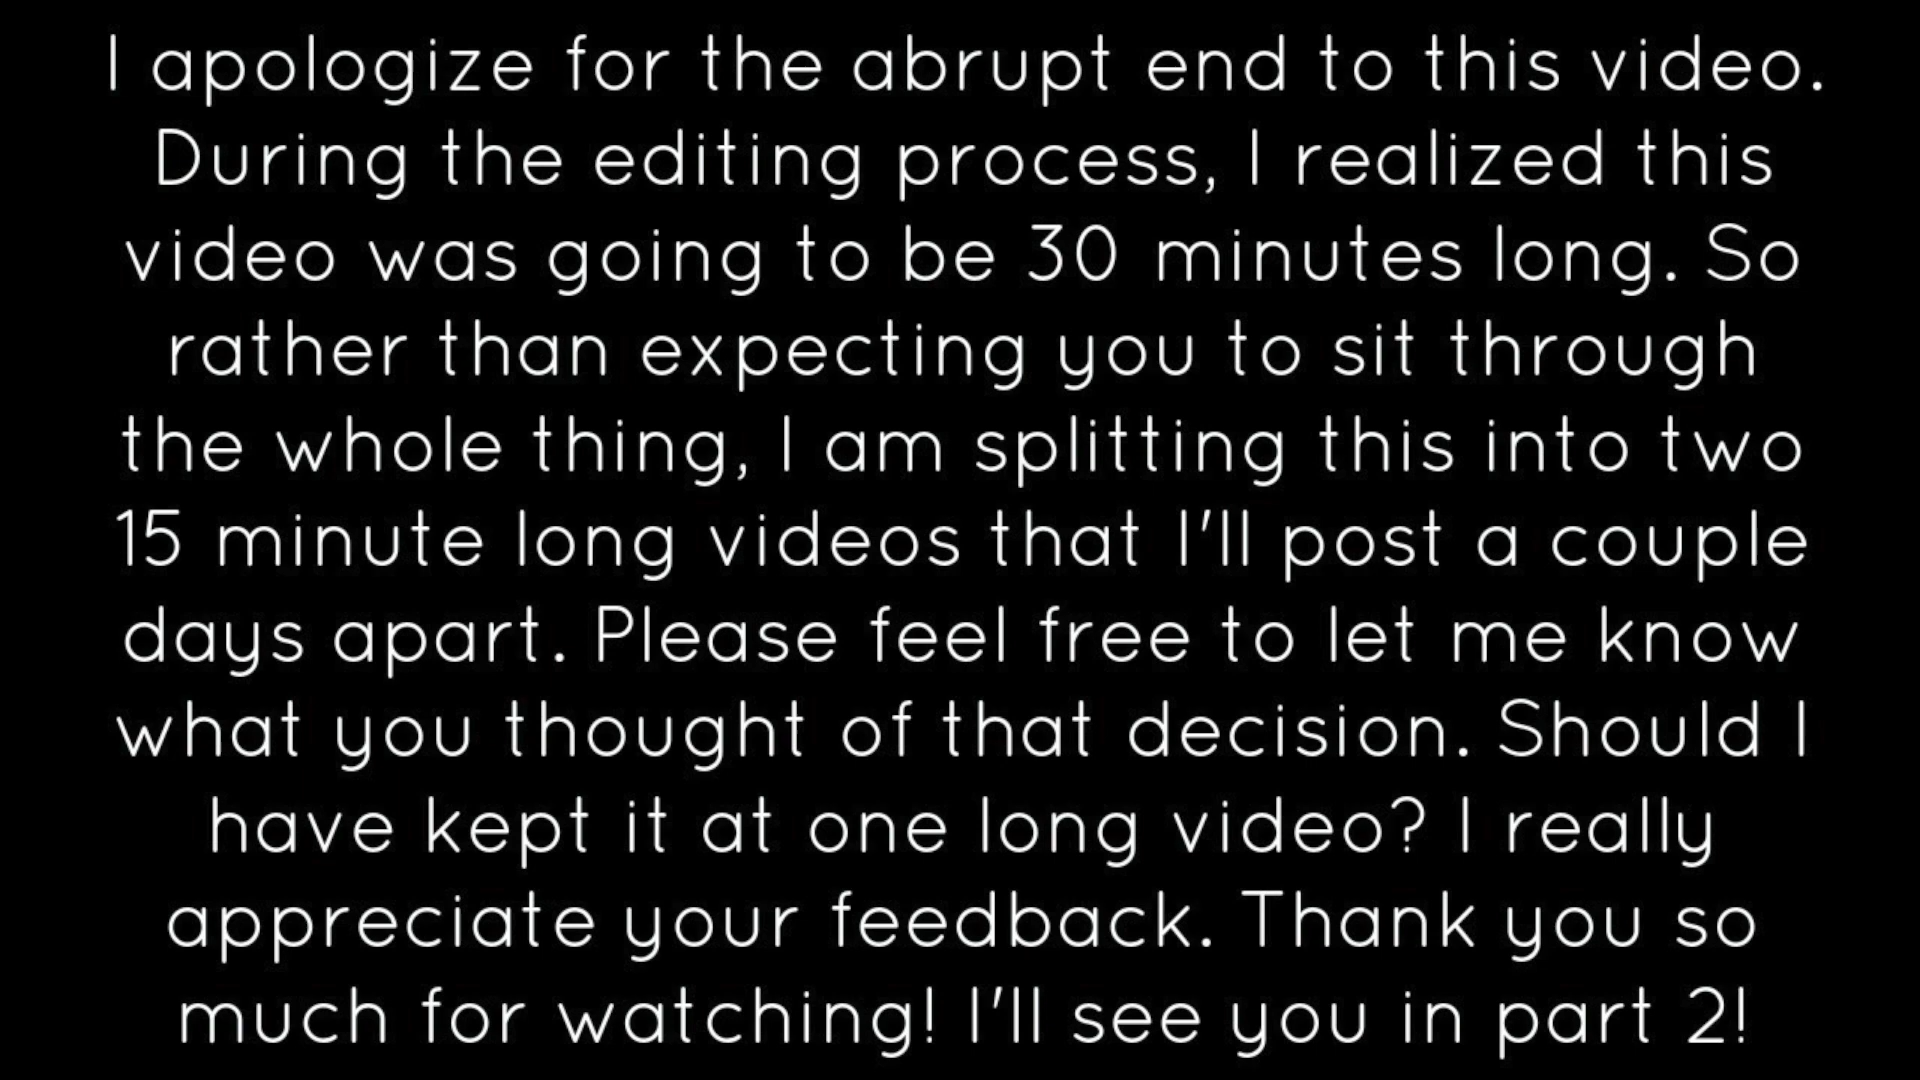 I apologize for the abrupt end to this video.
During the editing process, I realized this
video was going to be 30 minutes long. So
rather than expecting you to sit through
the whole thing, I am splitting this into two
15 minute long videos that I'll post a couple
days apart. Please feel free to let me know
what you thought of that decision. Should I
have kept it at one long video? I really
appreciate your feedback. Thank you so
much for watching! I'll see you in part 2!